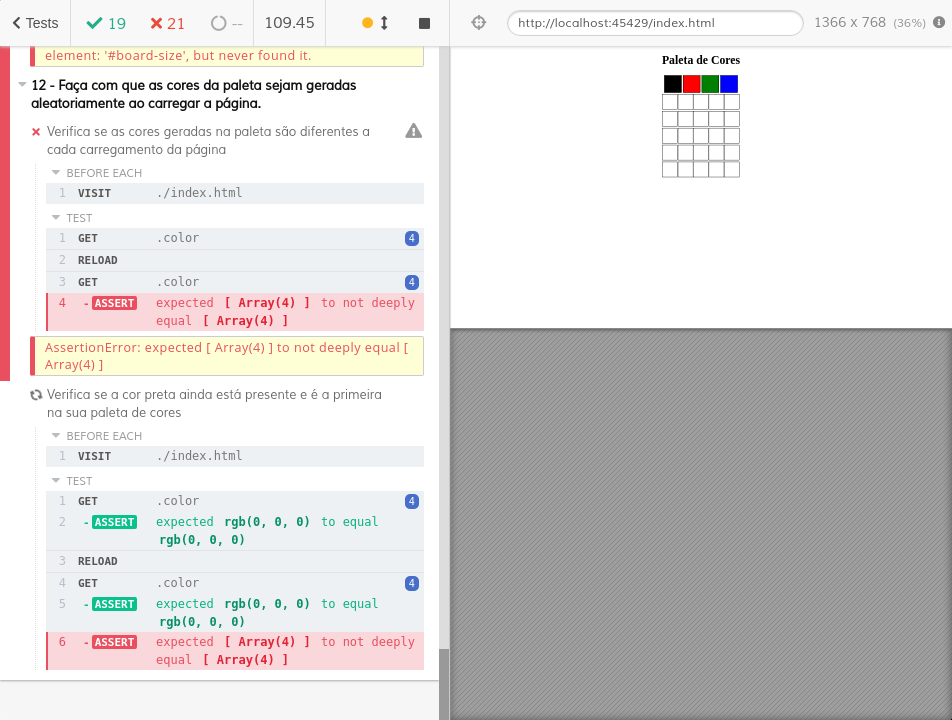 Tests
19
21
--
109.45
http://localhost:45429/index.html
1366 x 768 (36%)
element: '#board-size', but never found it.
12 - Faça com que as cores da paleta sejam geradas
aleatoriamente ao carregar a página.
Verifica se as cores geradas na paleta são diferentes a
cada carregamento da página
BEFORE EACH
1 VISIT ./index.html
TEST
1 GET .color 4
2 RELOAD
3 GET .color 4
4 -ASSERT expected [ Array(4) ] to not deeply
equal [ Array(4) ]
AssertionError: expected [ Array(4) ] to not deeply equal [
Array(4) ]
Verifica se a cor preta ainda está presente e é a primeira
na sua paleta de cores
BEFORE EACH
1 VISIT ./index.html
TEST
1 GET .color 4
2 -ASSERT expected rgb(0, 0, 0) to equal
rgb(0, 0, 0)
3 RELOAD
4 GET .color 4
5 -ASSERT expected rgb(0, 0, 0) to equal
rgb(0, 0, 0)
6 -ASSERT expected [ Array(4) ] to not deeply
equal [ Array(4) ]
Paleta de Cores